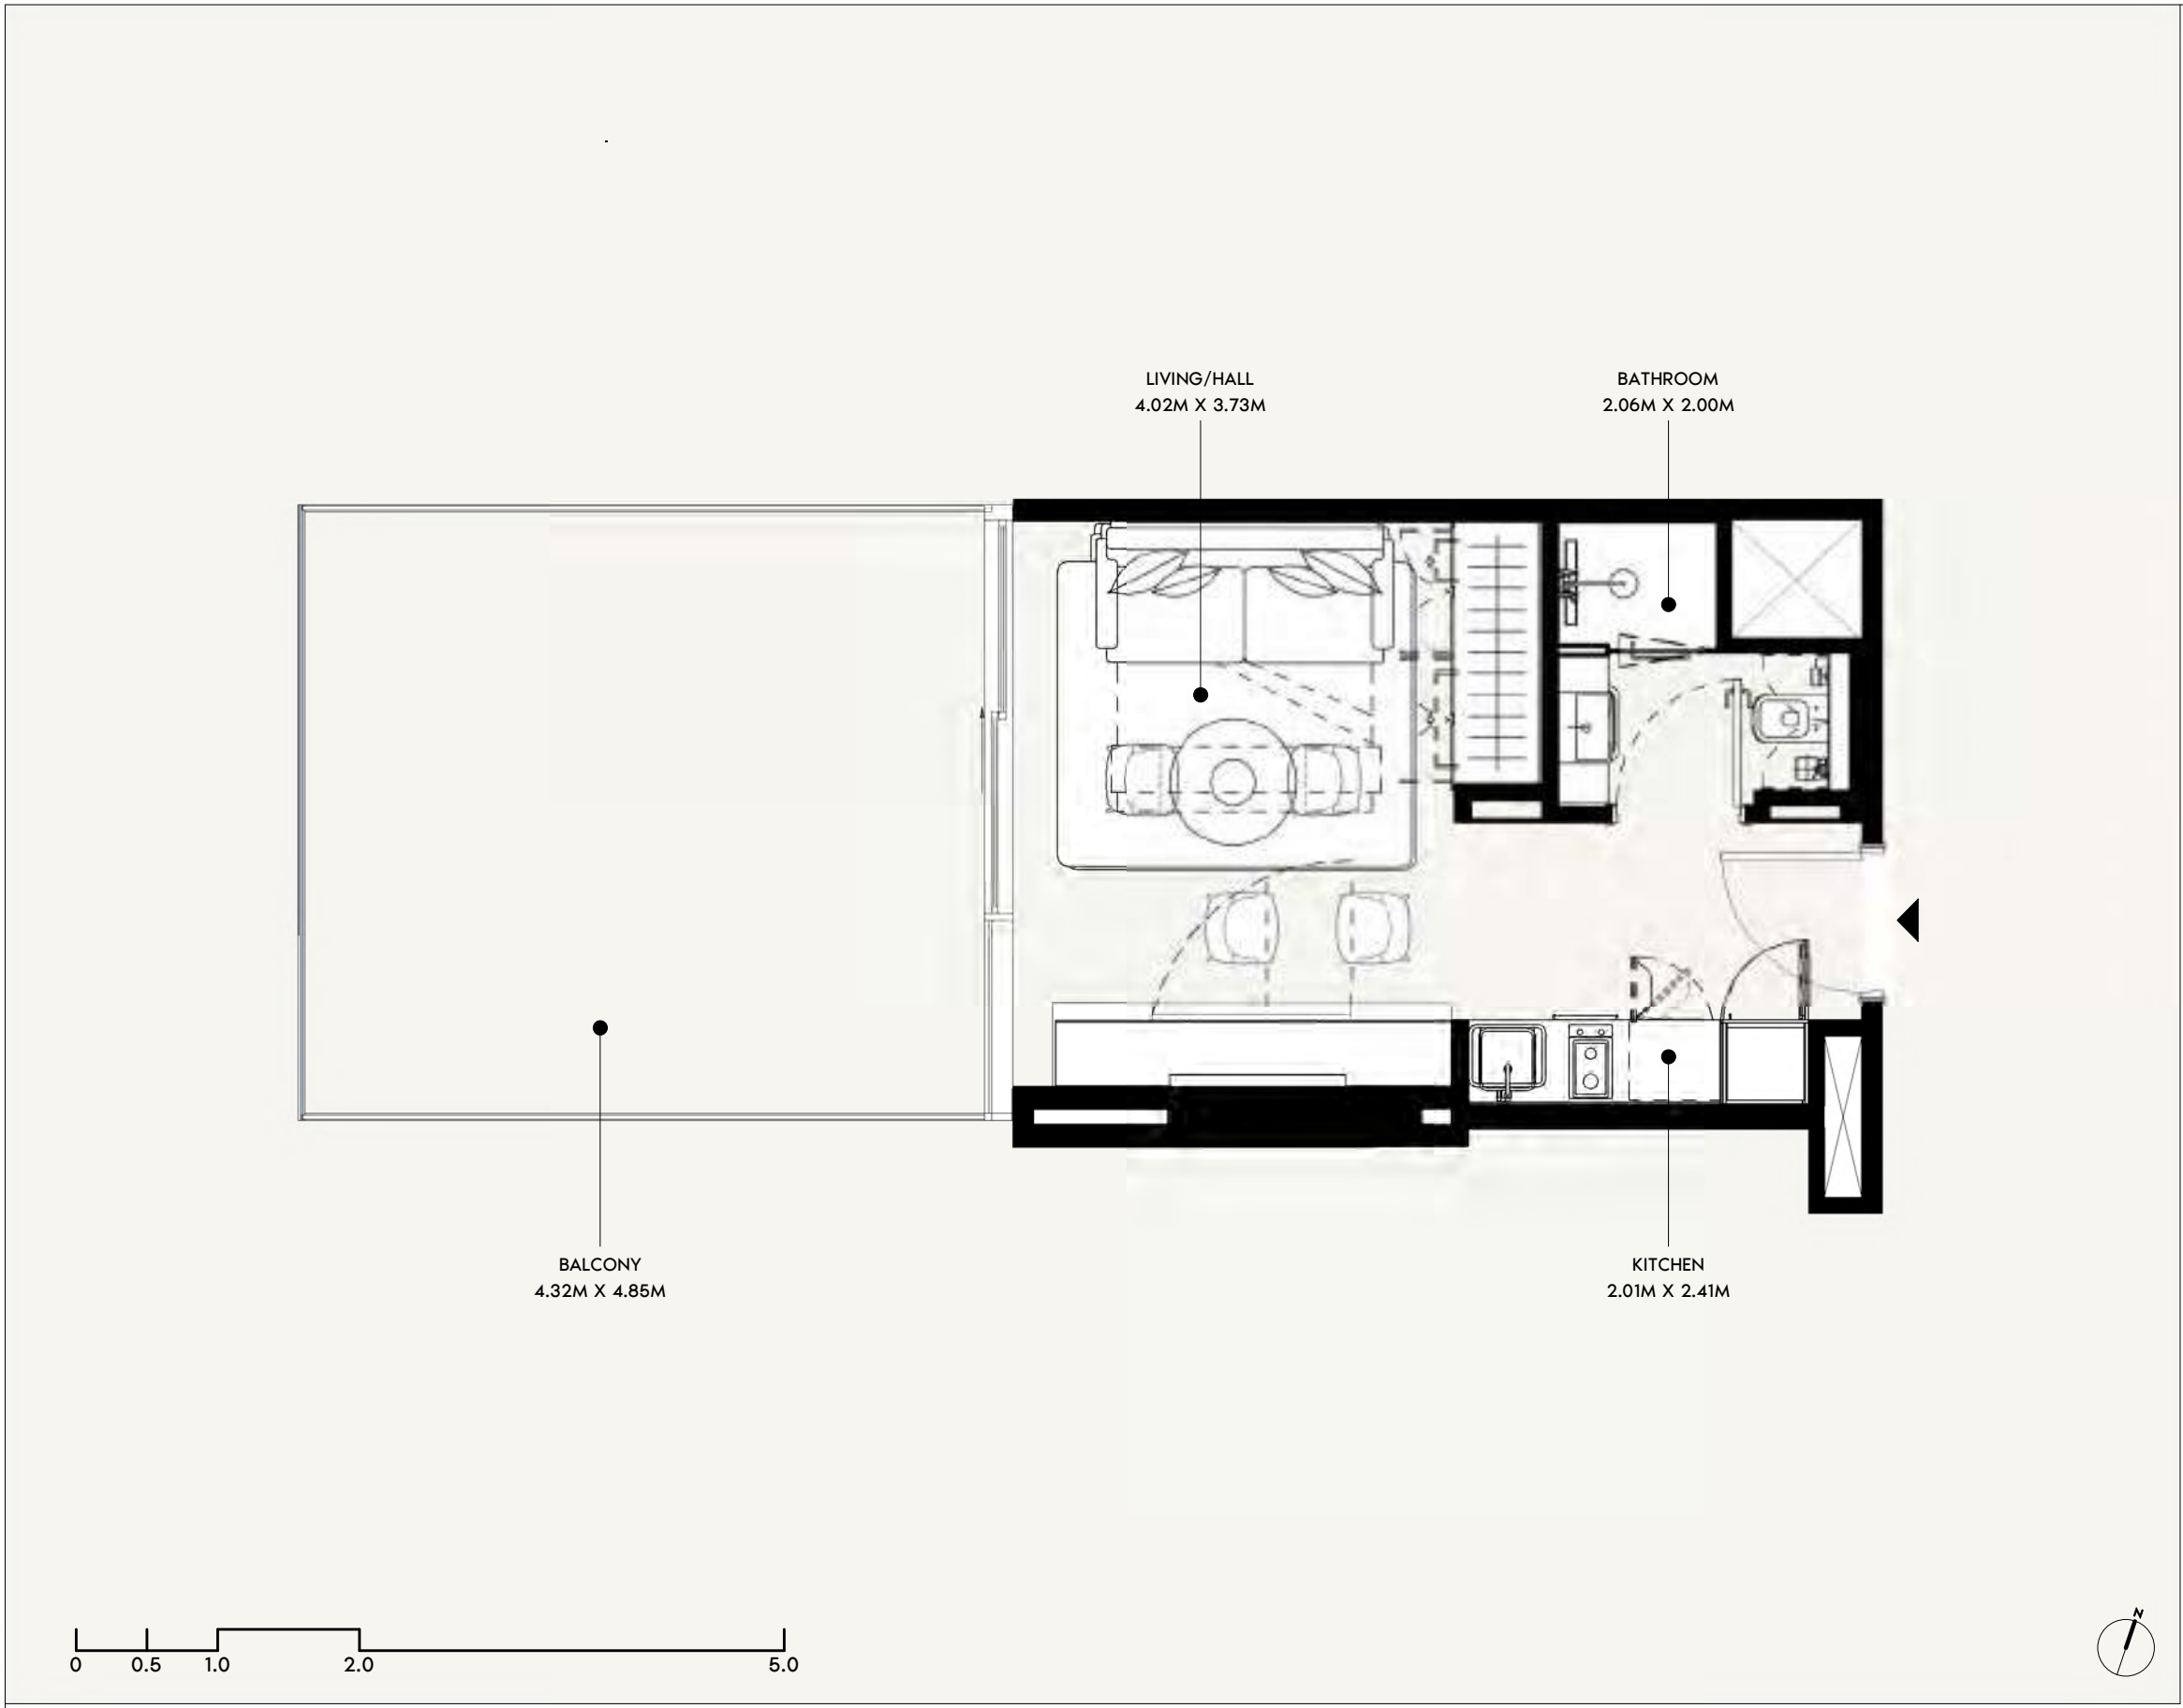 LIVING/HALL
4.02M X 3.73M
BATHROOM
2.06M X 2.00M
BALCONY
4.32M X 4.85M
KITCHEN
2.01M X 2.41M
0 0.5 1.0 2.0 5.0
N